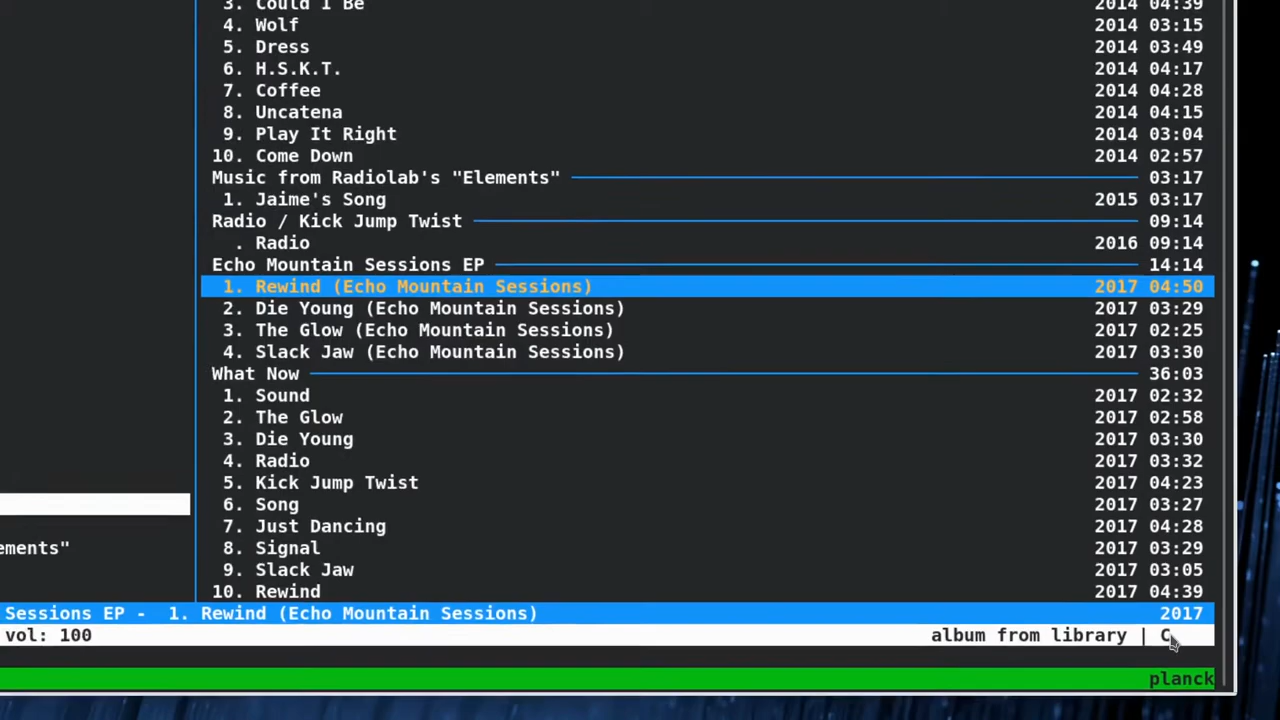 3. Could I Be 2014 04:39
4. Wolf 2014 03:15
5. Dress 2014 03:49
6. H.S.K.T. 2014 04:17
7. Coffee 2014 04:28
8. Uncatena 2014 04:15
9. Play It Right 2014 03:04
10. Come Down 2014 02:57
Music from Radiolab's "Elements" 03:17
1. Jaime's Song 2015 03:17
Radio / Kick Jump Twist 09:14
. Radio 2016 09:14
Echo Mountain Sessions EP 14:14
1. Rewind (Echo Mountain Sessions) 2017 04:50
2. Die Young (Echo Mountain Sessions) 2017 03:29
3. The Glow (Echo Mountain Sessions) 2017 02:25
4. Slack Jaw (Echo Mountain Sessions) 2017 03:30
What Now 36:03
1. Sound 2017 02:32
2. The Glow 2017 02:58
3. Die Young 2017 03:30
4. Radio 2017 03:32
5. Kick Jump Twist 2017 04:23
6. Song 2017 03:27
7. Just Dancing 2017 04:28
ements"
8. Signal 2017 03:29
9. Slack Jaw 2017 03:05
10. Rewind 2017 04:39
Sessions EP - 1. Rewind (Echo Mountain Sessions) 2017
vol: 100 album from library | C
planck